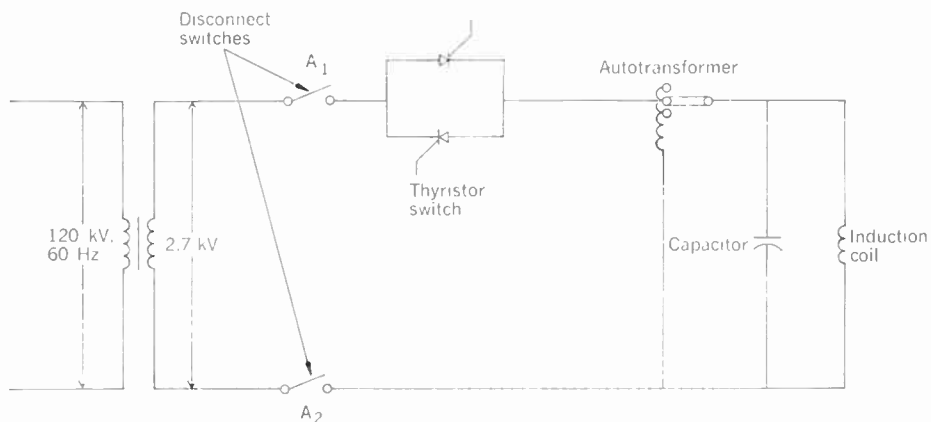 Disconnect
switches
A1
Autotransformer
Thyristor
switch
120 kV,
60 Hz
2.7 kV
Capacitor
Induction
coil
A2